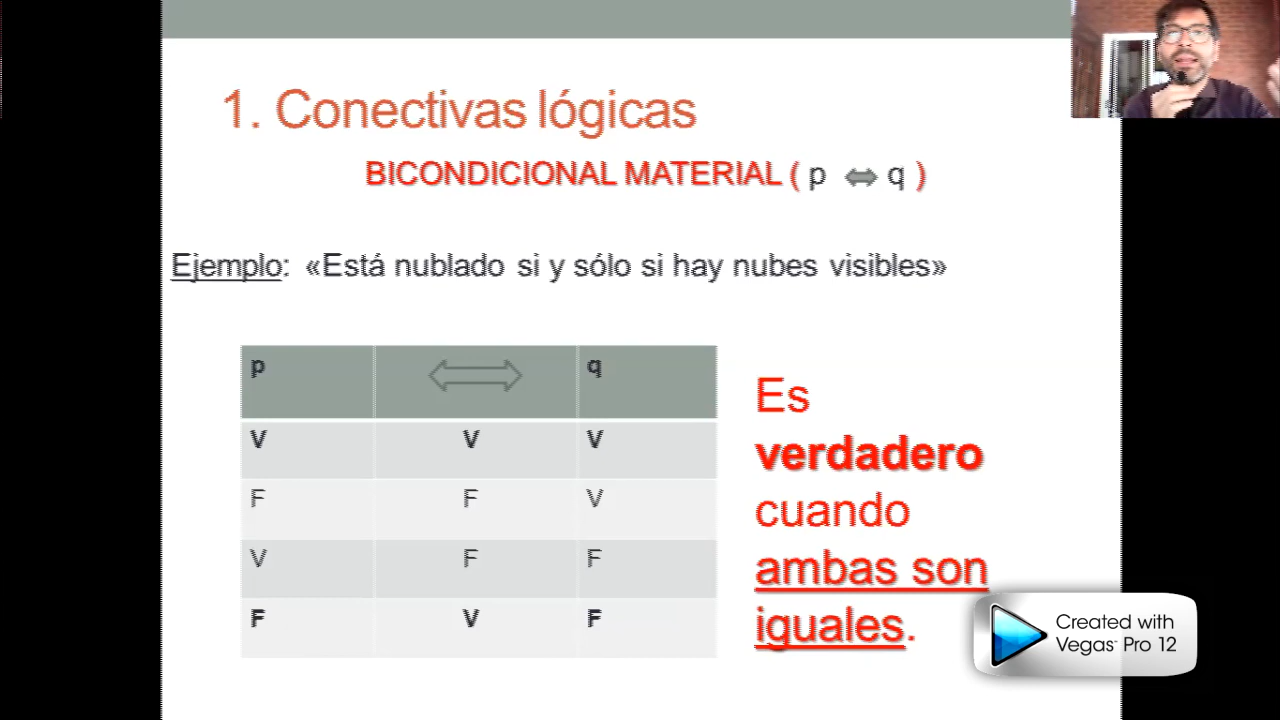 1. Conectivas lógicas
BICONDICIONAL MATERIAL ( p ⇔ q )
Ejemplo: «Está nublado si y sólo si hay nubes visibles»
p ⇔ q
V V V
F F V
V F F
F V F
Es
verdadero
cuando
ambas son
iguales.
Created with
Vegas™ Pro 12